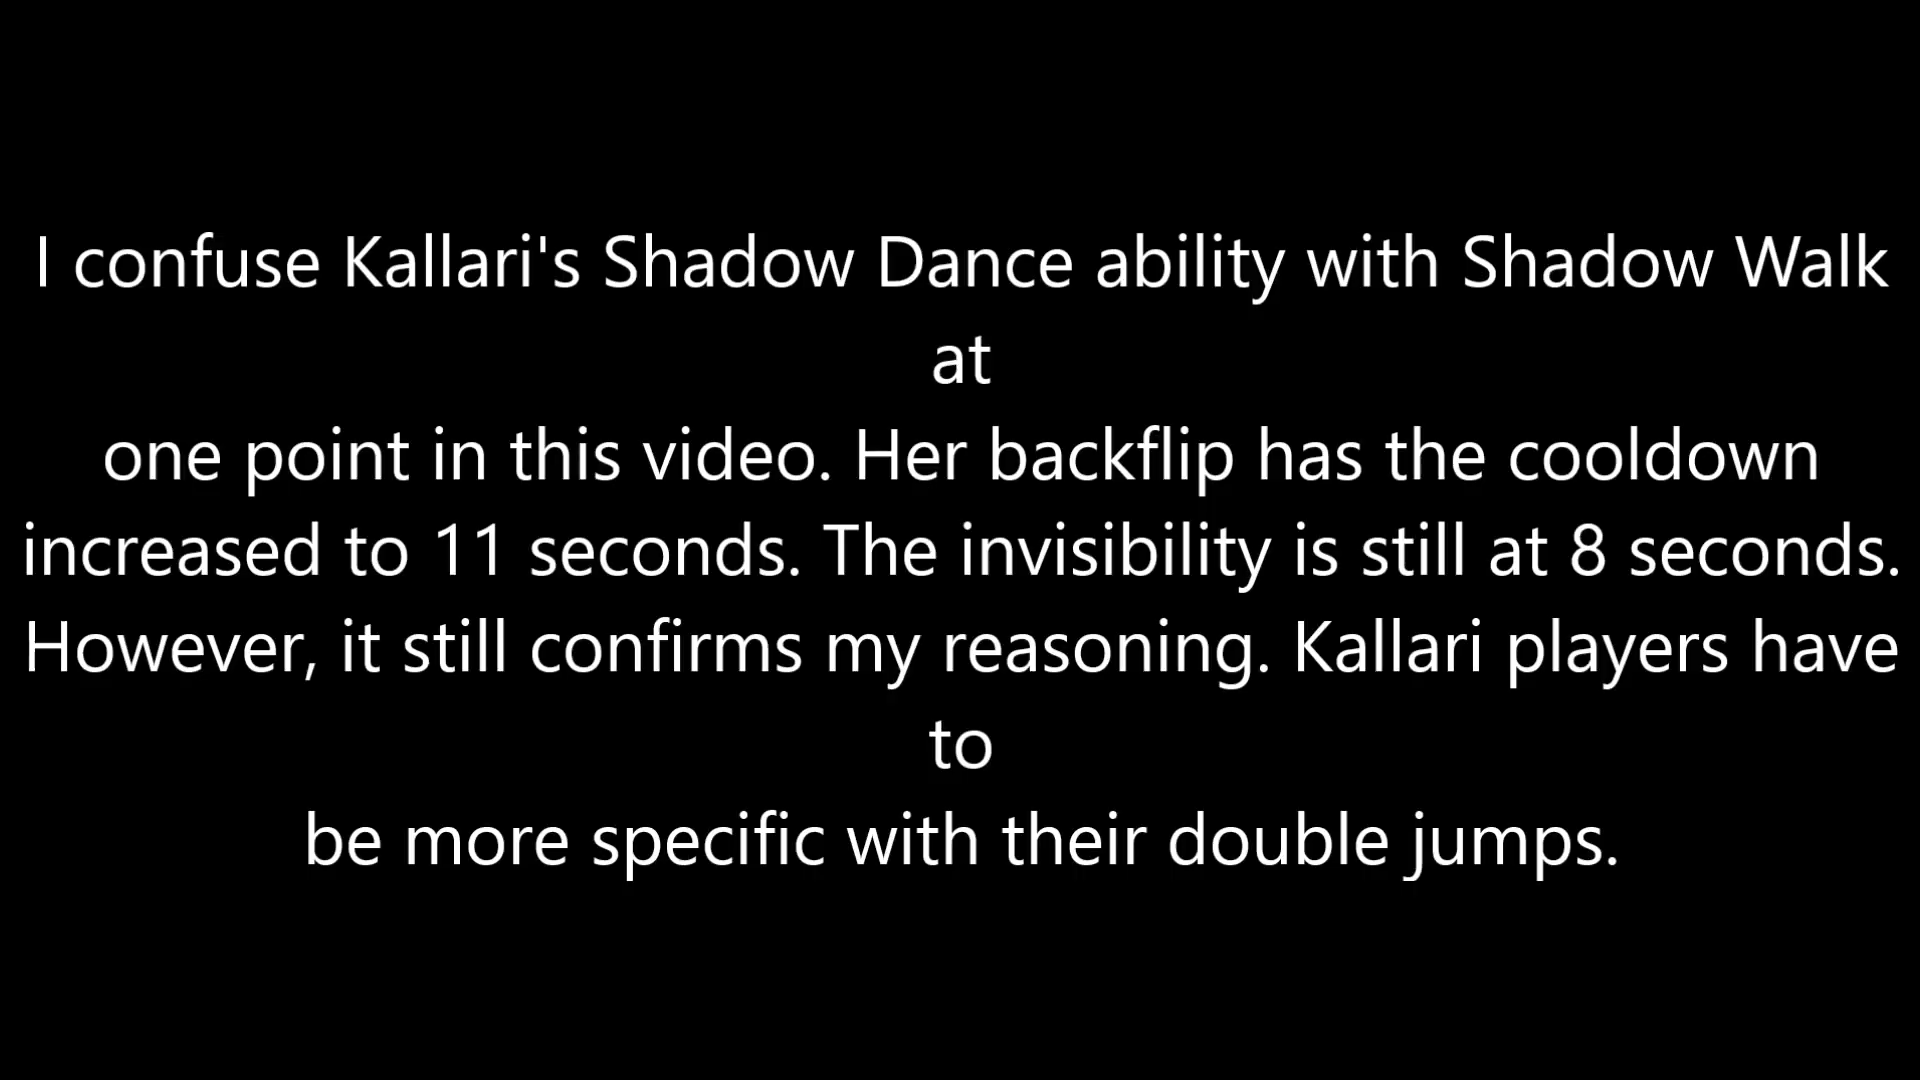 I confuse Kallari's Shadow Dance ability with Shadow Walk
at
one point in this video. Her backflip has the cooldown
increased to 11 seconds. The invisibility is still at 8 seconds.
However, it still confirms my reasoning. Kallari players have
to
be more specific with their double jumps.